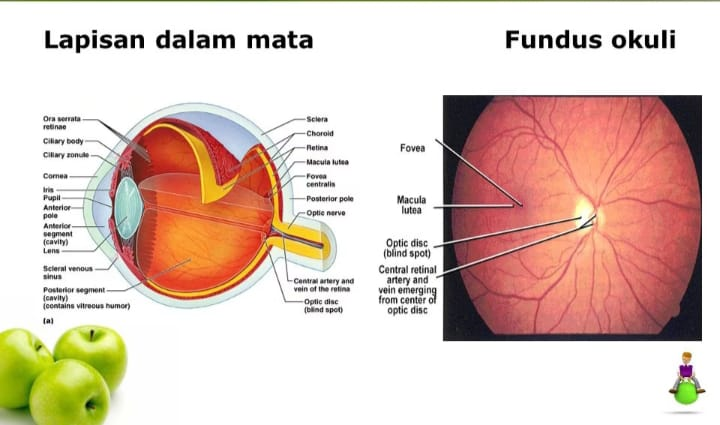 Lapisan dalam mata
Fundus okuli
Ora serrata
retinae
Ciliary body
Ciliary zonule
Cornea
Iris
Pupil
Anterior
pole
Anterior
segment
(cavity)
Lens
Scleral venous
sinus
Posterior segment
(cavity)
(contains vitreous humor)
(a)
Sclera
Choroid
Retina
Macula lutea
Fovea
centralis
Posterior pole
Optic nerve
Central artery and
vein of the retina
Optic disc
(blind spot)
Fovea
Macula
lutea
Optic disc
(blind spot)
Central retinal
artery and
vein emerging
from center of
optic disc